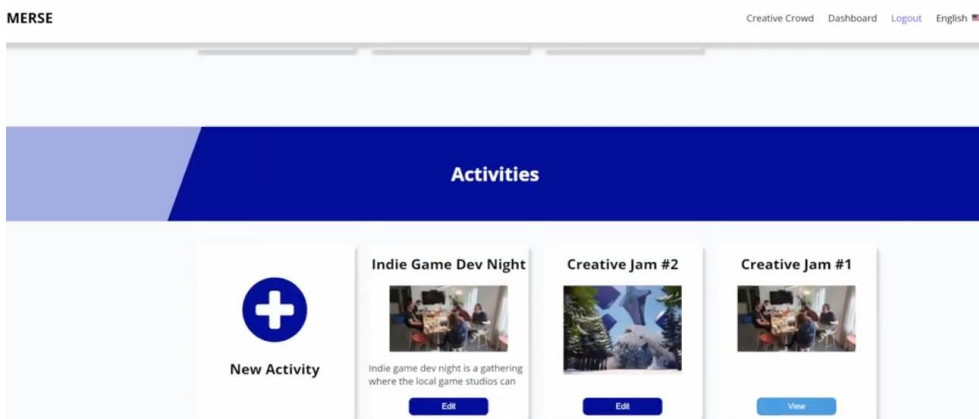 MERSE
Creative Crowd Dashboard Logout English
Activities
New Activity
Indie Game Dev Night
Indie game dev night is a gathering
where the local game studios can
Edit
Creative Jam #2
Edit
Creative Jam #1
View